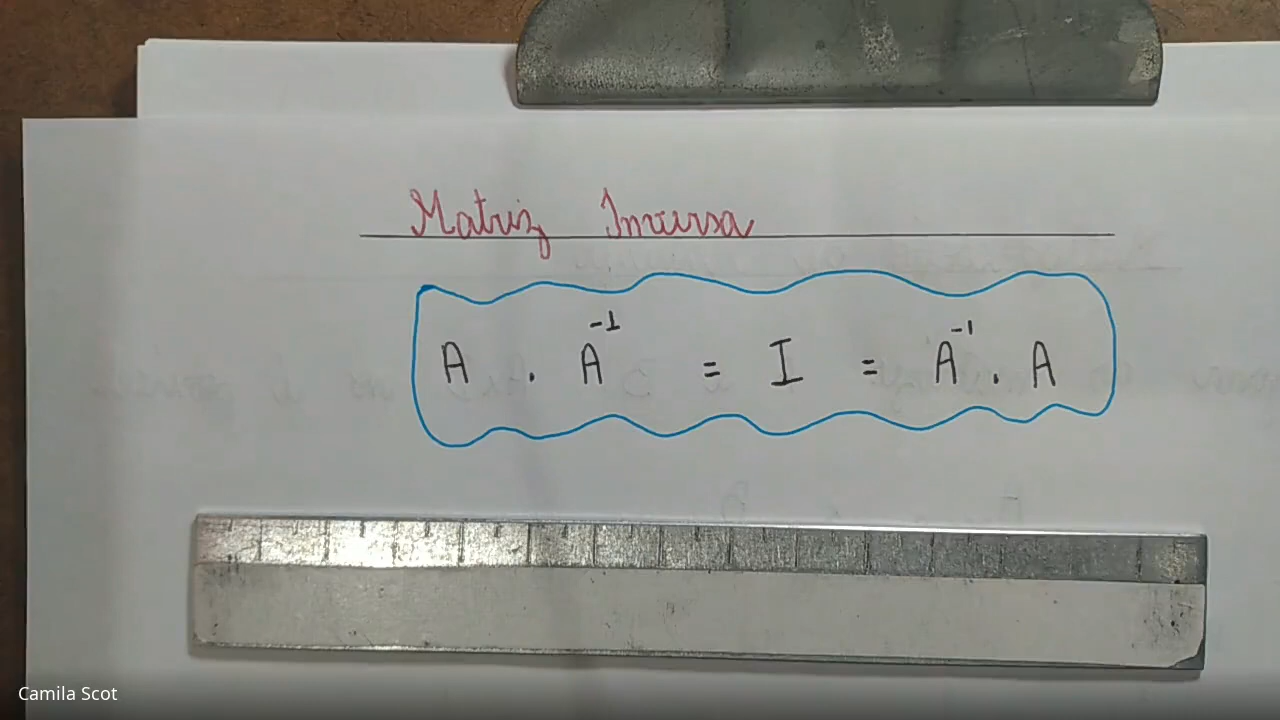 Matriz Inversa
A . A⁻¹ = I = A⁻¹ . A
Camila Scot